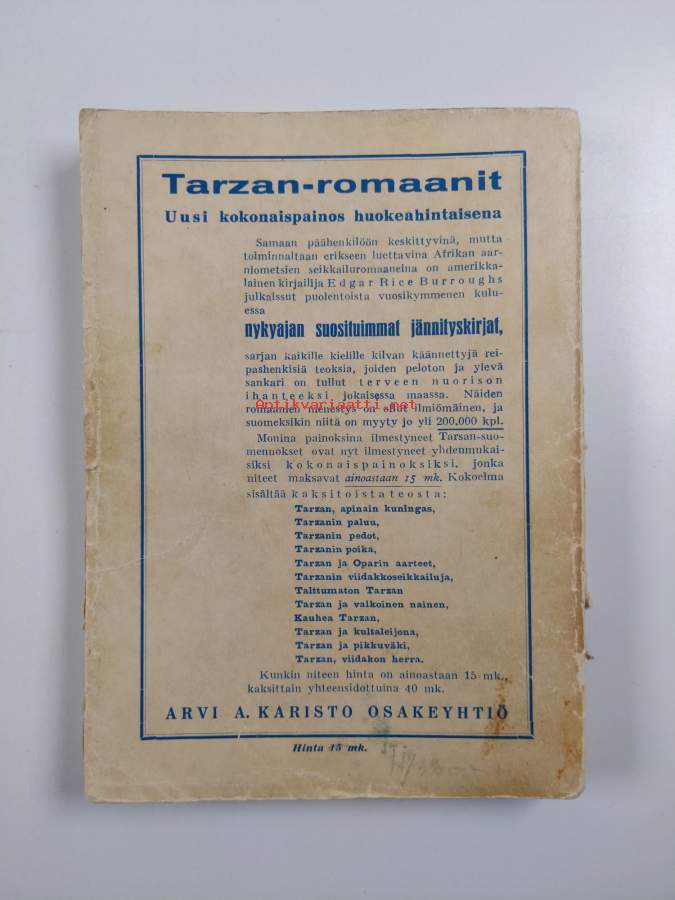 Tarzan-romaanit
Uusi kokonaispainos huokeahintaisena
Samaan päähenkilöön keskittyvinä, mutta
toiminnaltaan erikseen luettavina Afrikan aar-
niometsien seikkailuromaaneina on amerikka-
lainen kirjailija Edgar Rice Burroughs
julkaissut puolentoista vuosikymmenen kulu-
essa
nykyajan suosituimmat jännityskirjat,
sarjan kaikille kielille kilvan käännettyjä rei-
pashenkisiä teoksia, joiden peloton ja ylevä
sankari on tullut terveen nuorison
ihanteeksi jokaisessa maassa. Näiden
Antikvariaatti.net
romaanien menestys on ollut ilmiömäinen, ja
suomeksikin niitä on myyty jo yli 200,000 kpl.
Monina painoksina ilmestyneet Tarsan-suo-
mennokset ovat nyt ilmestyneet yhdenmukai-
siksi kokonaispainoksiksi, jonka
niteet maksavat ainoastaan 15 mk. Kokoelma
sisältää kaksitoista teosta:
Tarzan, apinain kuningas,
Tarzanin paluu,
Tarzanin pedot,
Tarzanin poika,
Tarzan ja Oparin aarteet,
Tarzanin viidakkoseikkailuja,
Talttumaton Tarzan
Tarzan ja valkoinen nainen,
Kauhea Tarzan,
Tarzan ja kultaleijona,
Tarzan ja pikkuväki,
Tarzan, viidakon herra.
Kunkin niteen hinta on ainoastaan 15 mk.,
kaksittain yhteensidottuina 40 mk.
ARVI A. KARISTO OSAKEYHTIÖ
Hinta 15 mk.